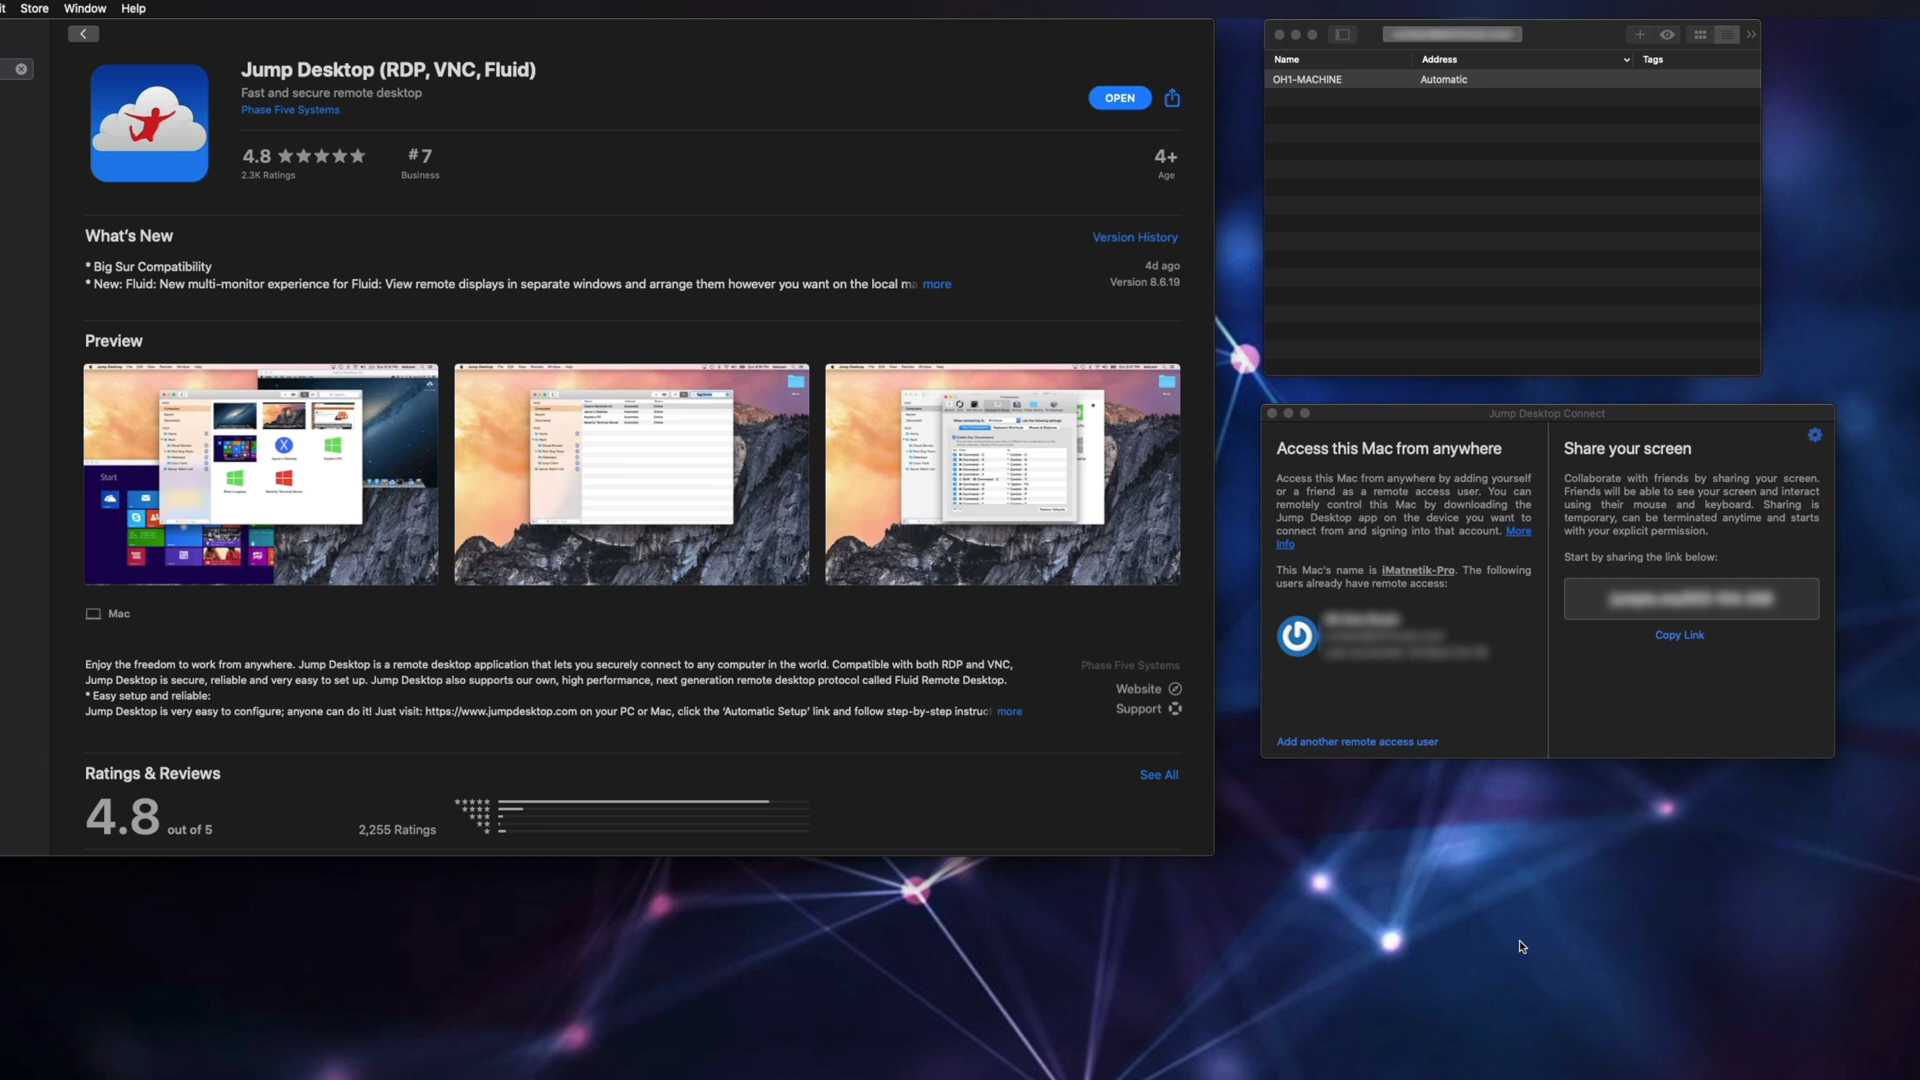 Store Window Help
Jump Desktop (RDP, VNC, Fluid)
Fast and secure remote desktop
Phase Five Systems
OPEN
4.8
2.3K Ratings
#7
Business
4+
Age
What's New
Version History
* Big Sur Compatibility
* New: Fluid: New multi-monitor experience for Fluid: View remote displays in separate windows and arrange them however you want on the local ma more
4d ago
Version 8.6.19
Preview
Start
Mac
Enjoy the freedom to work from anywhere. Jump Desktop is a remote desktop application that lets you securely connect to any computer in the world. Compatible with both RDP and VNC,
Jump Desktop is secure, reliable and very easy to set up. Jump Desktop also supports our own, high performance, next generation remote desktop protocol called Fluid Remote Desktop.
* Easy setup and reliable:
Jump Desktop is very easy to configure; anyone can do it! Just visit: https://www.jumpdesktop.com on your PC or Mac, click the 'Automatic Setup' link and follow step-by-step instruct more
Phase Five Systems
Website
Support
Ratings & Reviews
See All
4.8 out of 5
2,255 Ratings
Name Address Tags
OH1-MACHINE Automatic
Jump Desktop Connect
Access this Mac from anywhere
Access this Mac from anywhere by adding yourself
or a friend as a remote access user. You can
remotely control this Mac by downloading the
Jump Desktop app on the device you want to
connect from and signing into that account. More
Info
This Mac's name is iMatnetik-Pro. The following
users already have remote access:
Add another remote access user
Share your screen
Collaborate with friends by sharing your screen.
Friends will be able to see your screen and interact
using their mouse and keyboard. Sharing is
temporary, can be terminated anytime and starts
with your explicit permission.
Start by sharing the link below:
Copy Link